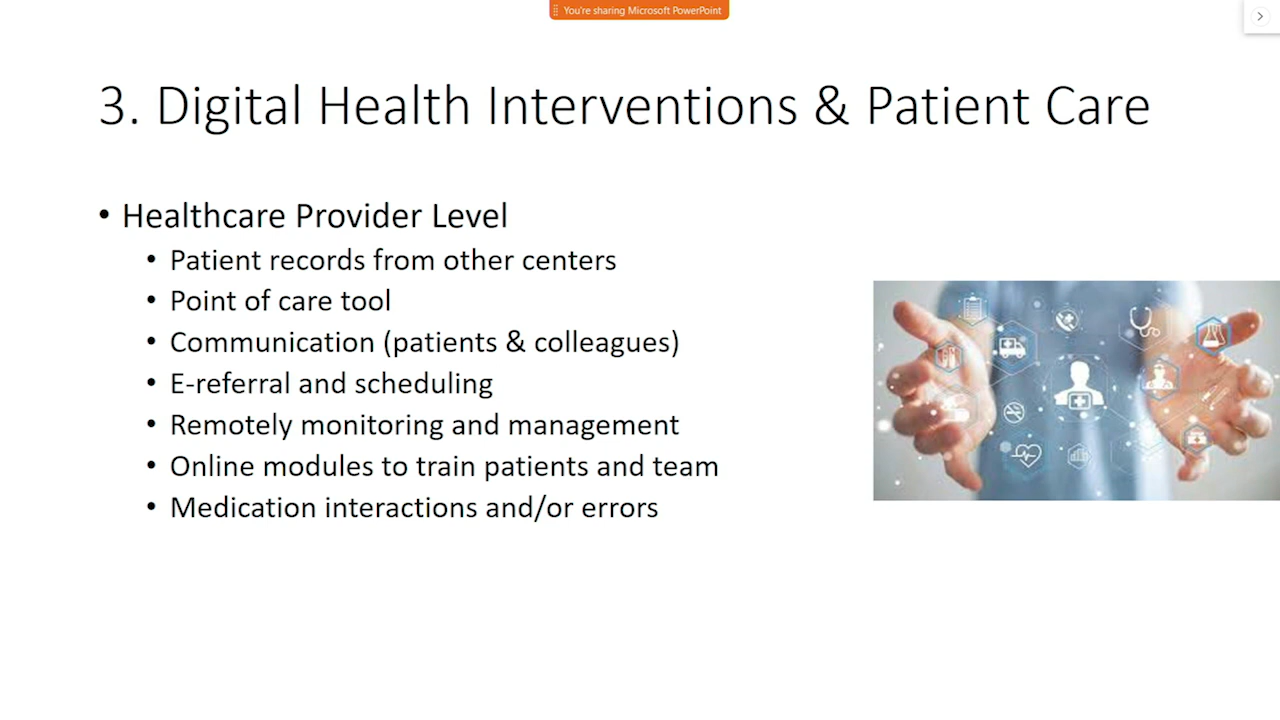 You're sharing Microsoft PowerPoint
3. Digital Health Interventions & Patient Care
• Healthcare Provider Level
• Patient records from other centers
• Point of care tool
• Communication (patients & colleagues)
• E-referral and scheduling
• Remotely monitoring and management
• Online modules to train patients and team
• Medication interactions and/or errors